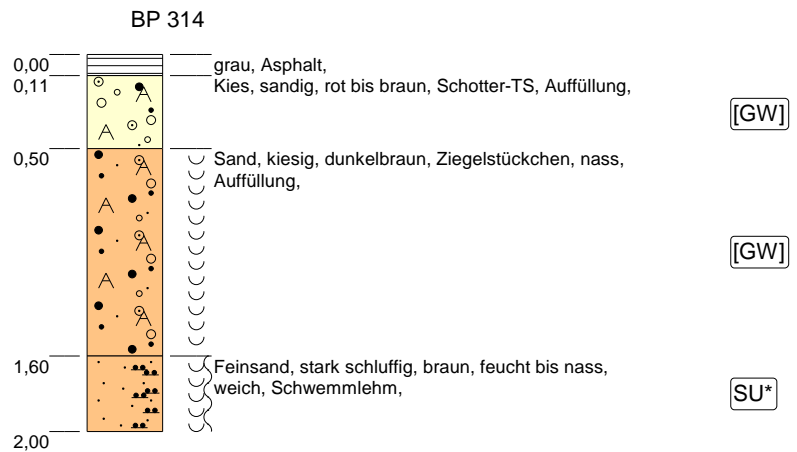 BP 314
0,00
grau, Asphalt,
0,11
Kies, sandig, rot bis braun, Schotter-TS, Auffüllung,
[GW]
0,50
Sand, kiesig, dunkelbraun, Ziegelstückchen, nass,
Auffüllung,
[GW]
1,60
Feinsand, stark schluffig, braun, feucht bis nass,
weich, Schwemmlehm,
SU*
2,00